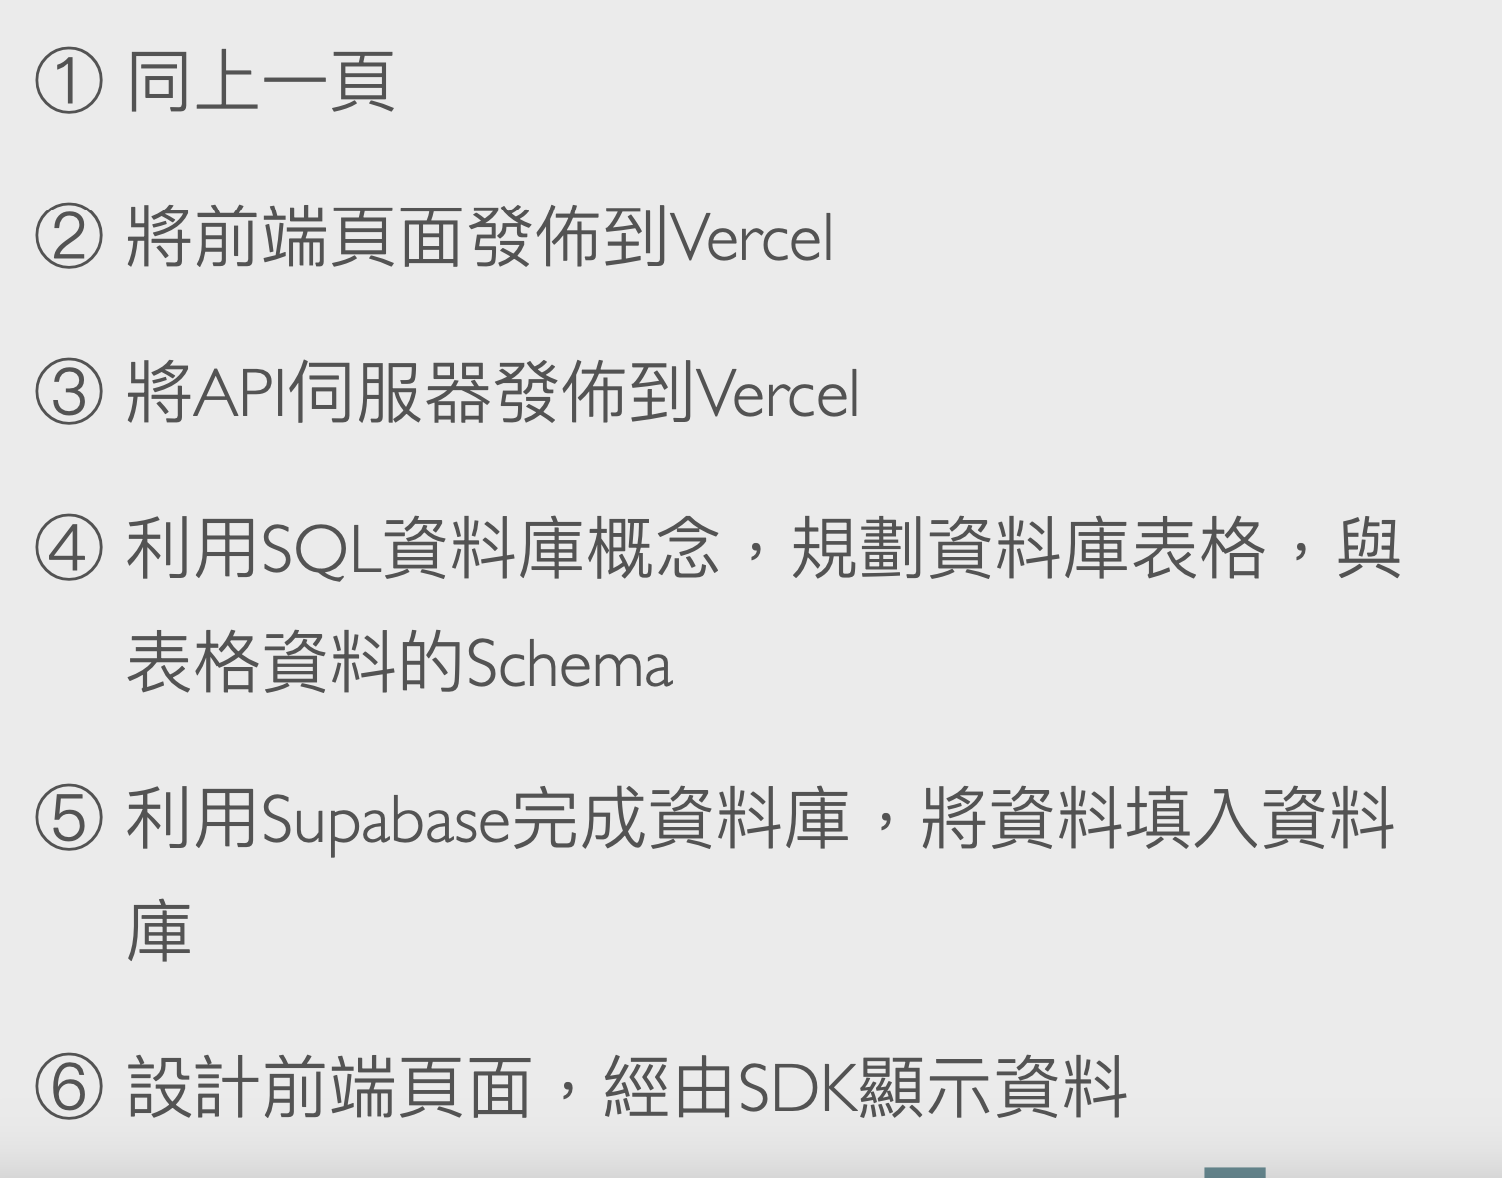 ① 同上一頁
② 將前端頁面發佈到Vercel
③ 將API伺服器發佈到Vercel
④ 利用SQL資料庫概念，規劃資料庫表格，與
表格資料的Schema
⑤ 利用Supabase完成資料庫，將資料填入資料
庫
⑥ 設計前端頁面，經由SDK顯示資料